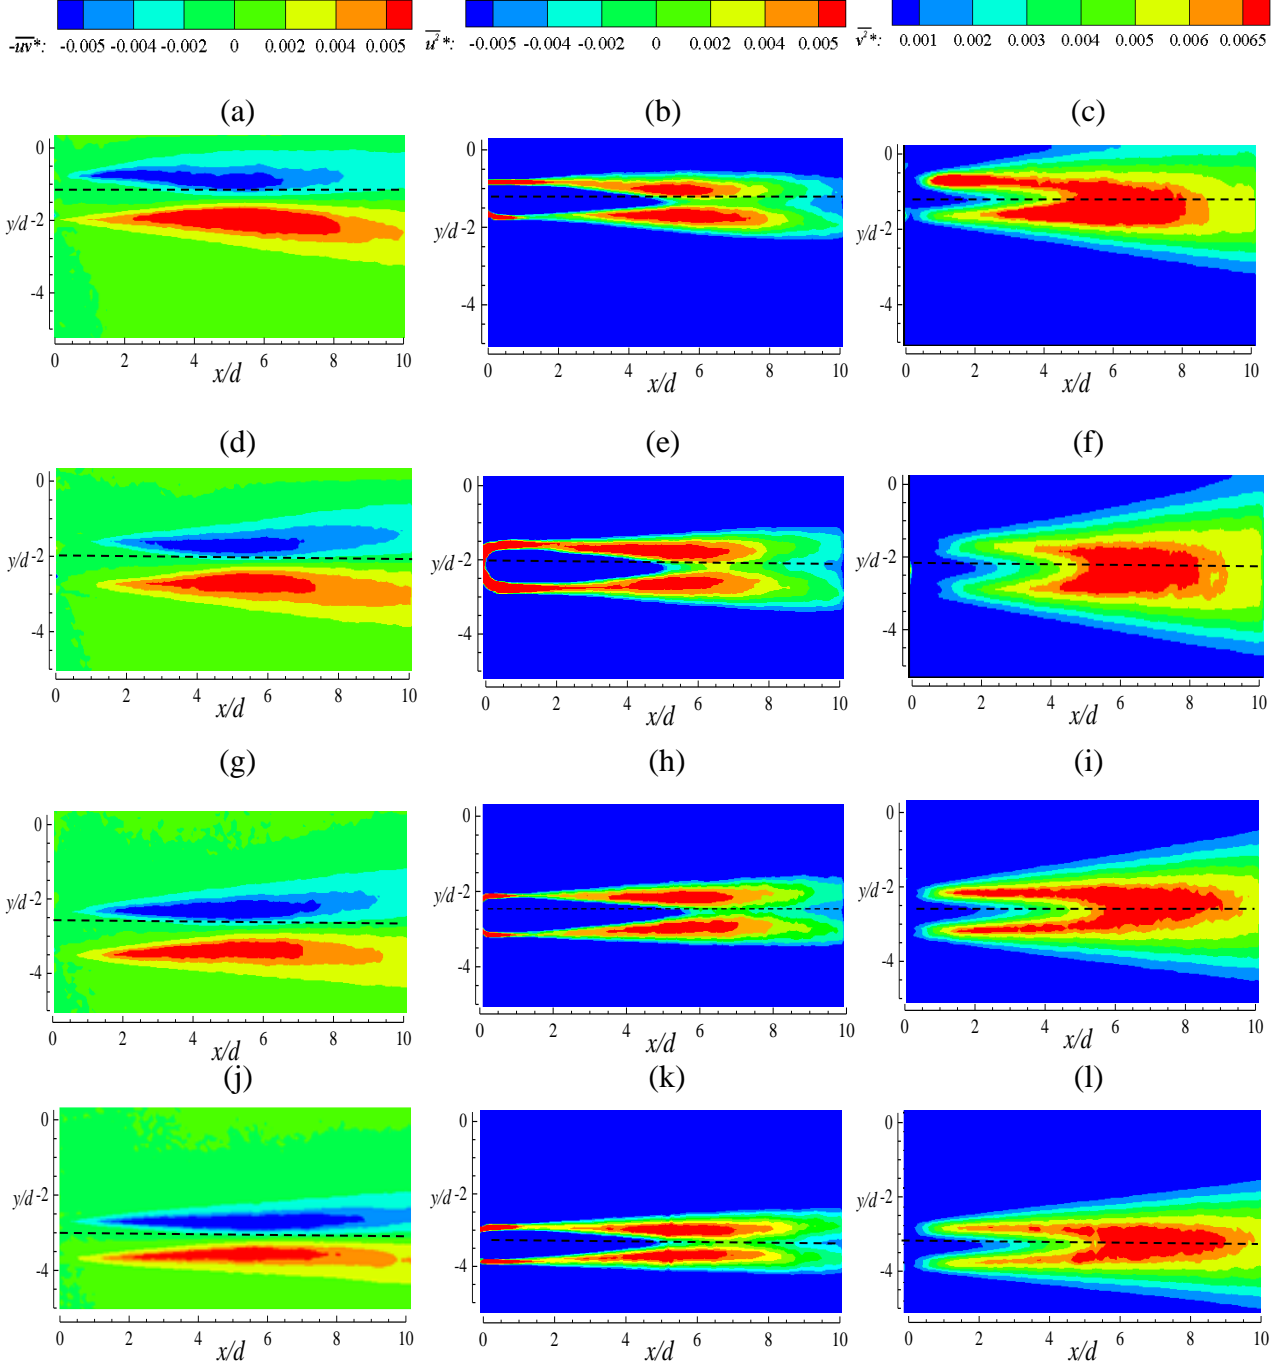 -uv*: -0.005 -0.004 -0.002 0 0.002 0.004 0.005
u²*: -0.005 -0.004 -0.002 0 0.002 0.004 0.005
v²*: 0.001 0.002 0.003 0.004 0.005 0.006 0.0065
(a) (b) (c)
0 0 0
y/d -2 y/d -2 y/d -2
-4 -4 -4
0 2 4 6 8 10 0 2 4 6 8 10 0 2 4 6 8 10
x/d x/d x/d
(d) (e) (f)
0 0 0
y/d -2 y/d -2 y/d -2
-4 -4 -4
0 2 4 6 8 10 0 2 4 6 8 10 0 2 4 6 8 10
x/d x/d x/d
(g) (h) (i)
0 0 0
y/d -2 y/d -2 y/d -2
-4 -4 -4
0 2 4 6 8 10 0 2 4 6 8 10 0 2 4 6 8 10
x/d x/d x/d
(j) (k) (l)
0 0 0
y/d -2 y/d -2 y/d -2
-4 -4 -4
0 2 4 6 8 10 0 2 4 6 8 10 0 2 4 6 8 10
x/d x/d x/d